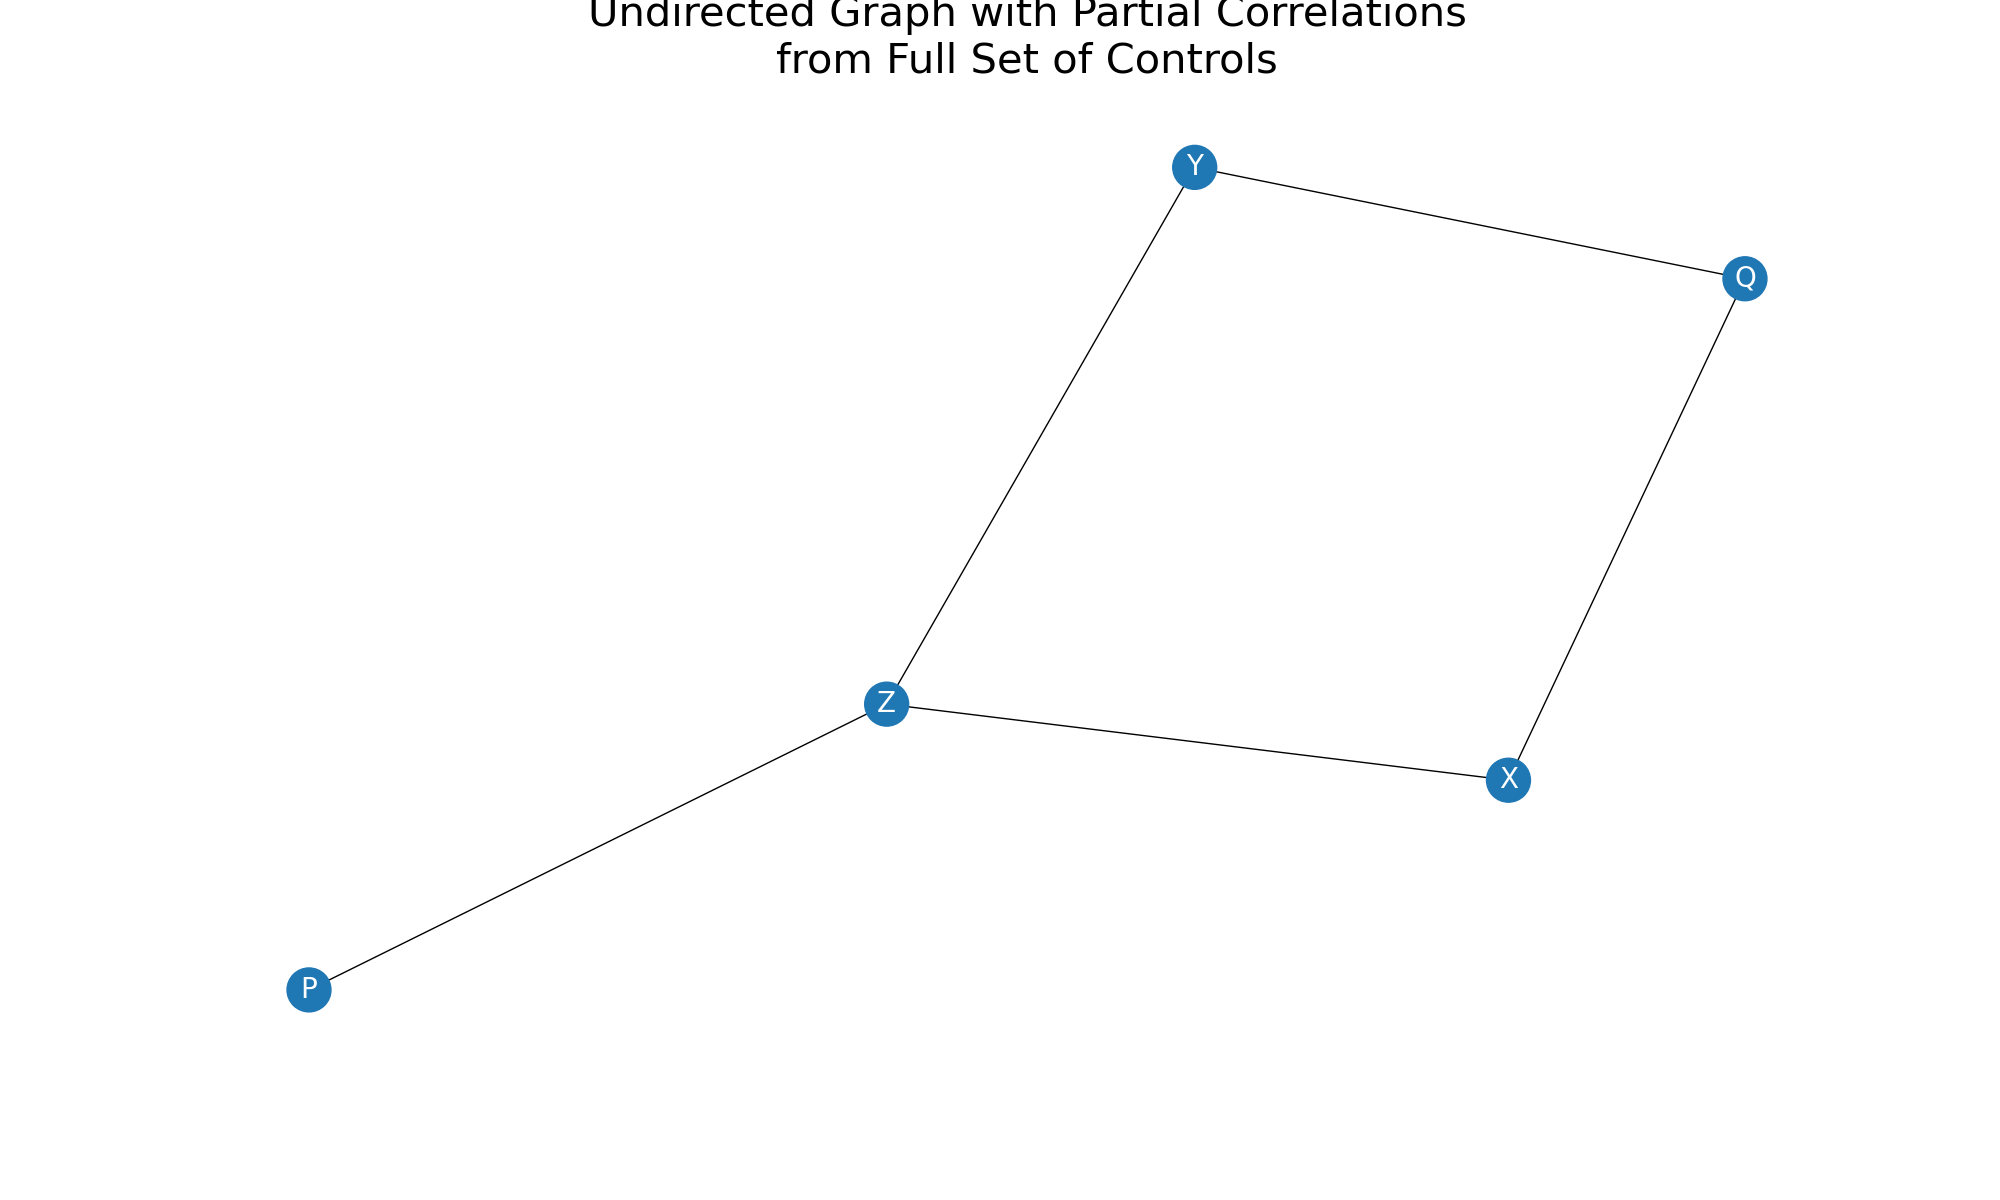 Undirected Graph with Partial Correlations
from Full Set of Controls
Y
Q
Z
X
P